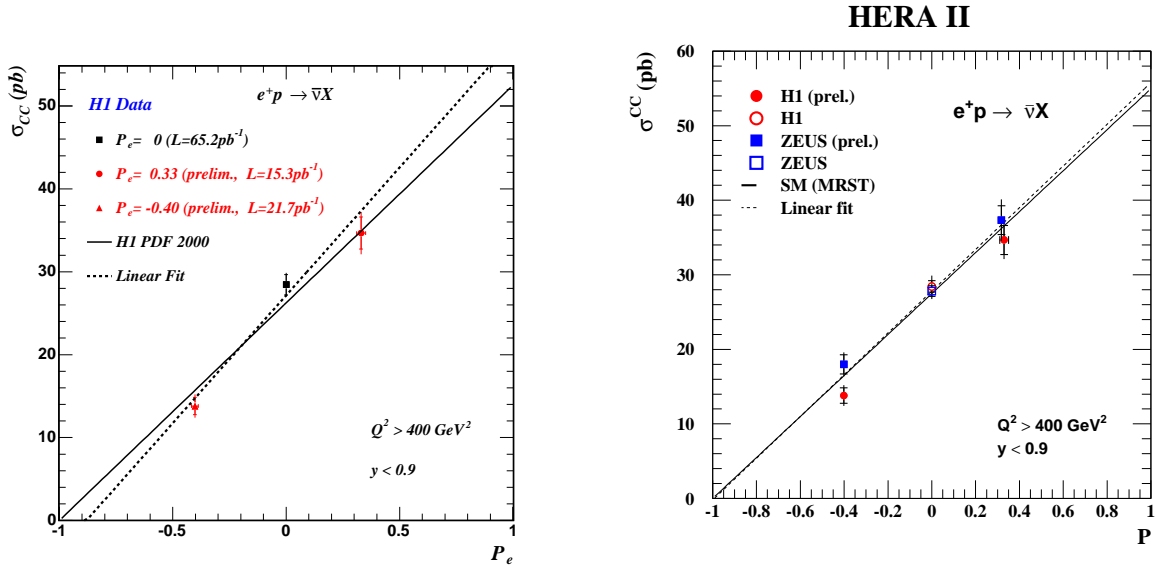 HERA II
σ_CC (pb)
50
40
30
20
10
0
-1
-0.5
0
0.5
1
P_e
H1 Data
e⁺p → ν̄X
P_e= 0 (L=65.2pb⁻¹)
P_e= 0.33 (prelim., L=15.3pb⁻¹)
P_e= -0.40 (prelim., L=21.7pb⁻¹)
H1 PDF 2000
Linear Fit
Q² > 400 GeV²
y < 0.9
σ^CC (pb)
60
50
40
30
20
10
0
-1
-0.8
-0.6
-0.4
-0.2
0
0.2
0.4
0.6
0.8
1
P
H1 (prel.)
H1
ZEUS (prel.)
ZEUS
SM (MRST)
Linear fit
e⁺p → ν̄X
Q² > 400 GeV²
y < 0.9